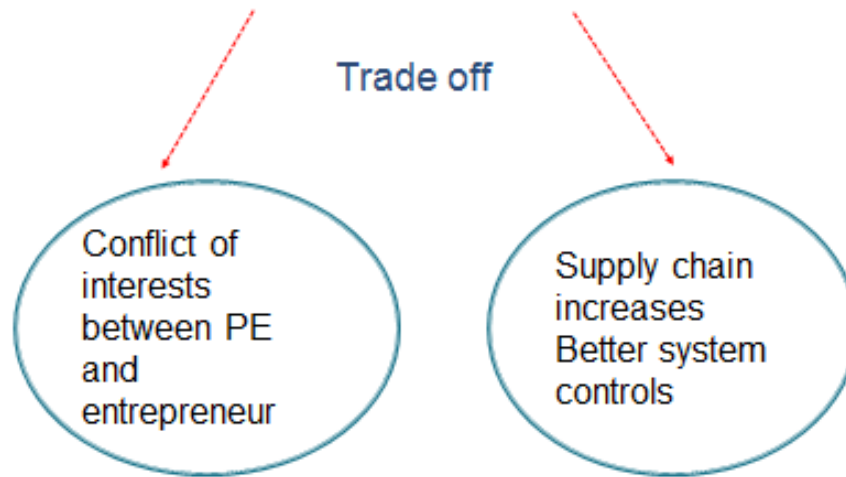 Trade off
Conflict of
interests
between PE
and
entrepreneur
Supply chain
increases
Better system
controls